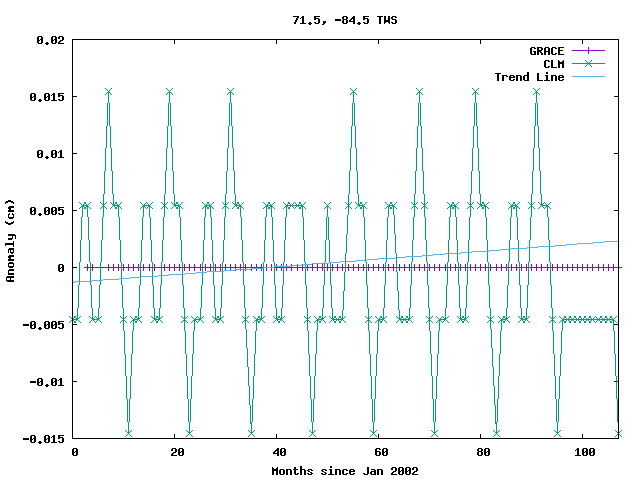 71.5, -84.5 TWS
0.02
GRACE
CLM
Trend Line
0.015
0.01
0.005
0
-0.005
-0.01
-0.015
Anomaly (cm)
0 20 40 60 80 100
Months since Jan 2002